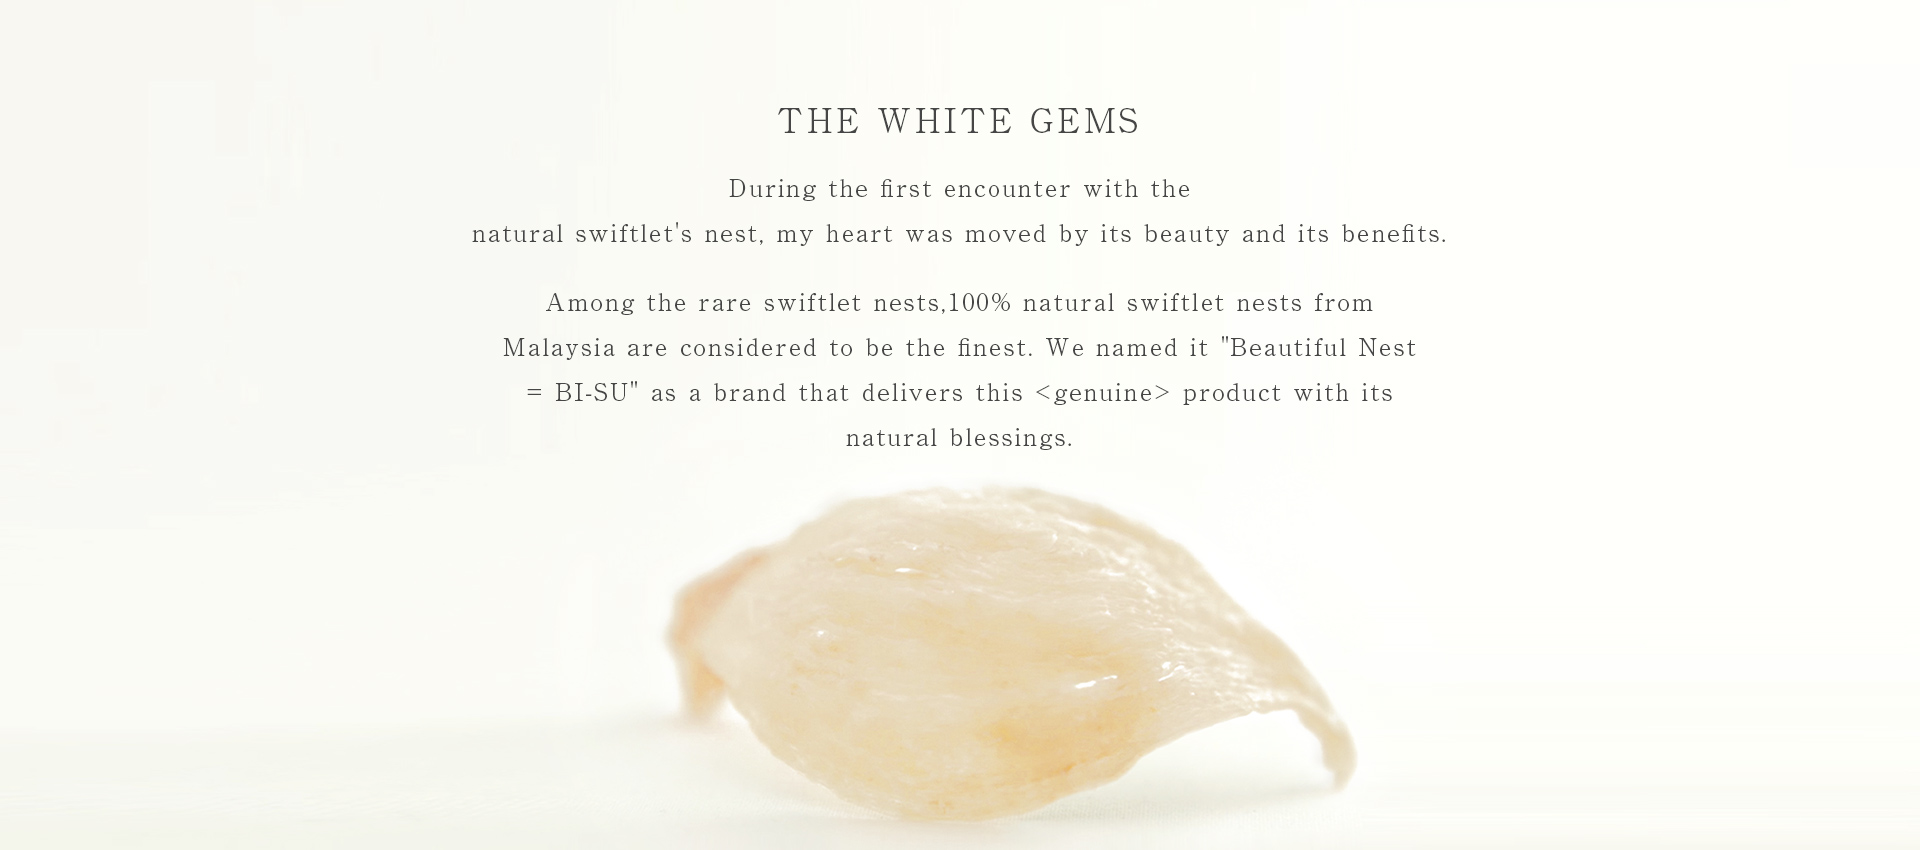 THE WHITE GEMS
During the first encounter with the
natural swiftlet's nest, my heart was moved by its beauty and its benefits.
Among the rare swiftlet nests,100% natural swiftlet nests from
Malaysia are considered to be the finest. We named it "Beautiful Nest
= BI-SU" as a brand that delivers this <genuine> product with its
natural blessings.